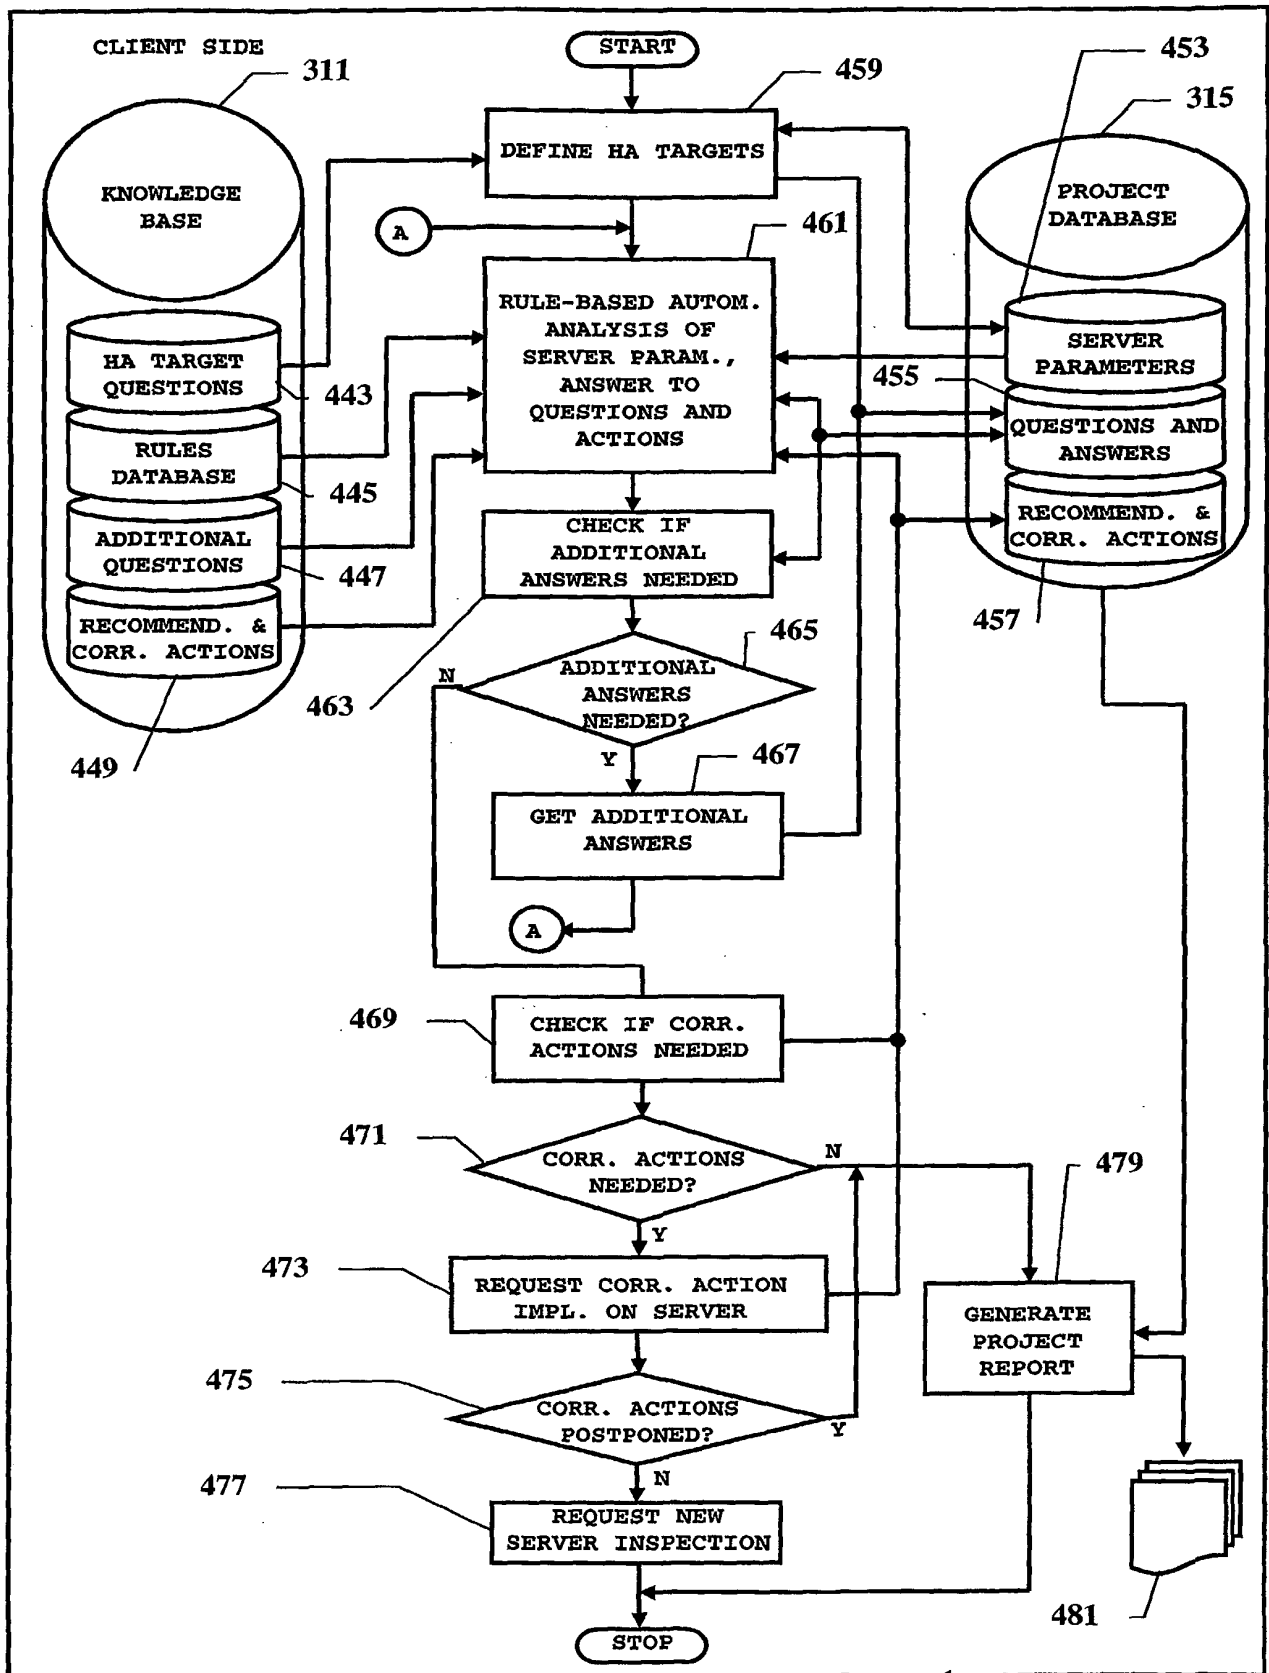 CLIENT SIDE
START
311
459
453
315
DEFINE HA TARGETS
KNOWLEDGE
BASE
PROJECT
DATABASE
A
461
RULE-BASED AUTOM.
ANALYSIS OF
SERVER PARAM.,
ANSWER TO
QUESTIONS AND
ACTIONS
HA TARGET
QUESTIONS
443
RULES
DATABASE
445
ADDITIONAL
QUESTIONS
447
RECOMMEND. &
CORR. ACTIONS
449
SERVER
PARAMETERS
455
QUESTIONS AND
ANSWERS
RECOMMEND. &
CORR. ACTIONS
457
CHECK IF
ADDITIONAL
ANSWERS NEEDED
463
465
N
ADDITIONAL
ANSWERS
NEEDED?
Y
467
GET ADDITIONAL
ANSWERS
A
469
CHECK IF CORR.
ACTIONS NEEDED
471
CORR. ACTIONS
NEEDED?
N
479
Y
473
REQUEST CORR. ACTION
IMPL. ON SERVER
GENERATE
PROJECT
REPORT
475
CORR. ACTIONS
POSTPONED?
Y
N
477
REQUEST NEW
SERVER INSPECTION
481
STOP